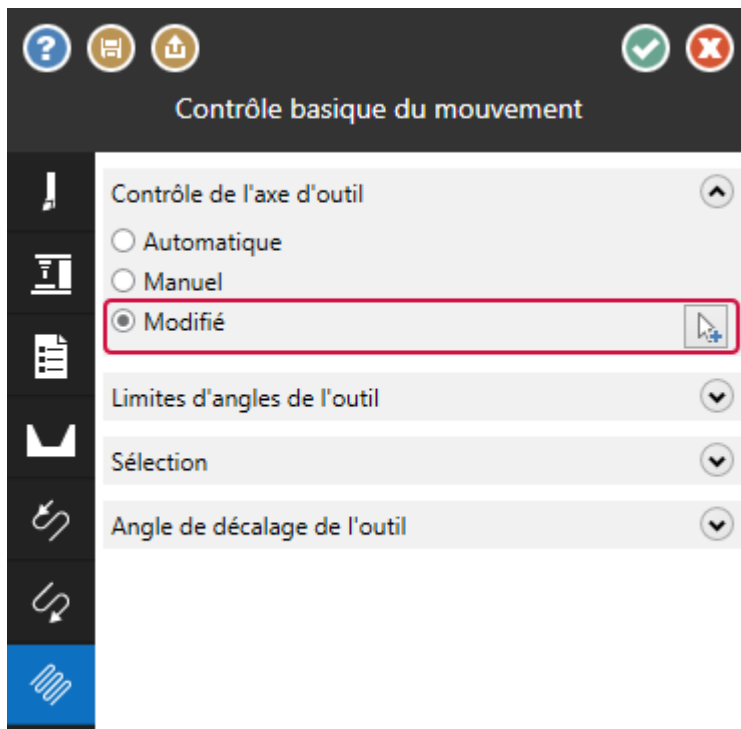 Contrôle basique du mouvement
Contrôle de l'axe d'outil
Automatique
Manuel
Modifié
Limites d'angles de l'outil
Sélection
Angle de décalage de l'outil